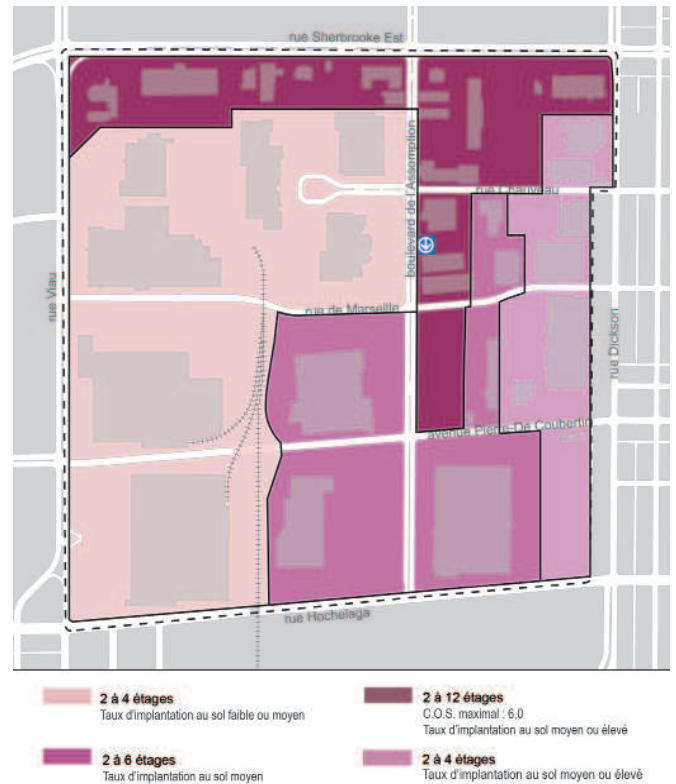 rue Sherbrooke Est
boulevard de l'Assomption
rue Chauveau
rue Viau
rue de Marseille
rue Dickson
avenue Pierre-De Coubertin
rue Hochelaga
2 à 4 étages
Taux d'implantation au sol faible ou moyen
2 à 12 étages
C.O.S. maximal : 6,0
Taux d'implantation au sol moyen ou élevé
2 à 6 étages
Taux d'implantation au sol moyen
2 à 4 étages
Taux d'implantation au sol moyen ou élevé